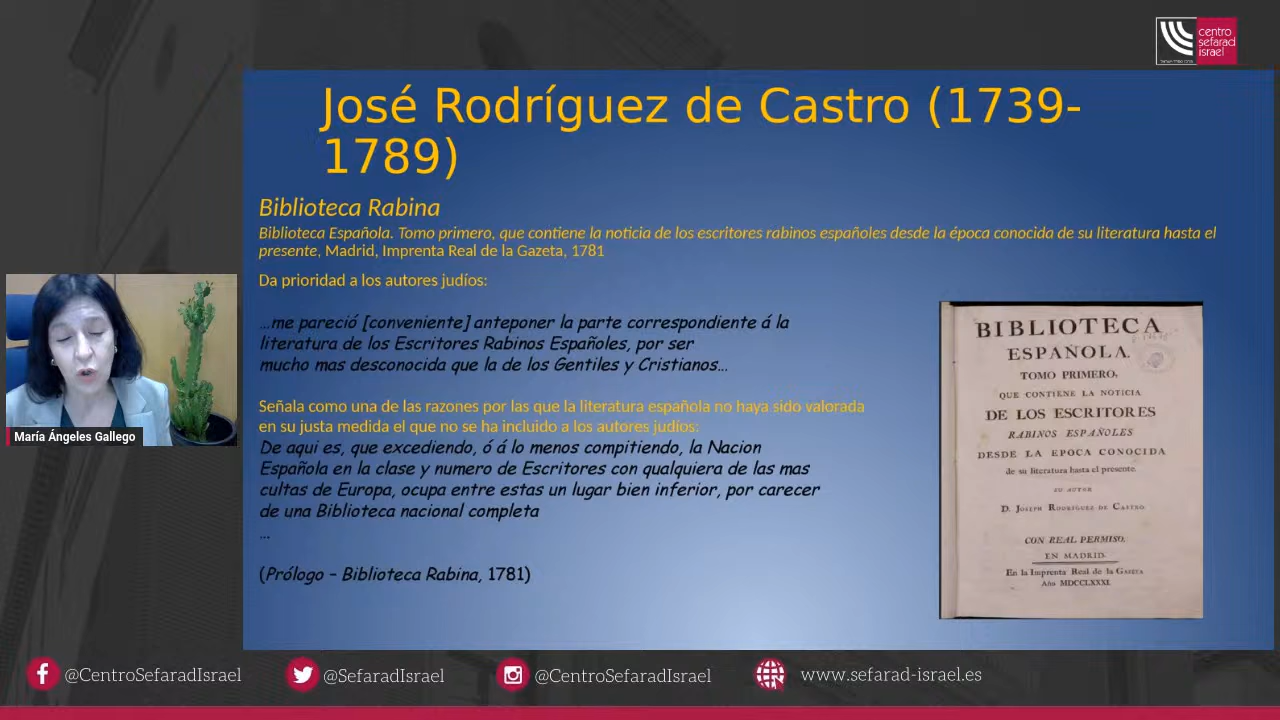 centro
sefarad
israel
José Rodríguez de Castro (1739-
1789)
Biblioteca Rabina
Biblioteca Española. Tomo primero, que contiene la noticia de los escritores rabinos españoles desde la época conocida de su literatura hasta el
presente, Madrid, Imprenta Real de la Gazeta, 1781
Da prioridad a los autores judíos:
...me pareció [conveniente] anteponer la parte correspondiente á la
literatura de los Escritores Rabinos Españoles, por ser
mucho mas desconocida que la de los Gentiles y Cristianos...
Señala como una de las razones por las que la literatura española no haya sido valorada
en su justa medida el que no se ha incluido a los autores judíos:
De aqui es, que excediendo, ó á lo menos compitiendo, la Nacion
Española en la clase y numero de Escritores con qualquiera de las mas
cultas de Europa, ocupa entre estas un lugar bien inferior, por carecer
de una Biblioteca nacional completa
...
(Prólogo – Biblioteca Rabina, 1781)
BIBLIOTECA
ESPAÑOLA.
TOMO PRIMERO,
QUE CONTIENE LA NOTICIA
DE LOS ESCRITORES
RABINOS ESPAÑOLES
DESDE LA EPOCA CONOCIDA
de su literatura hasta el presente.
SU AUTOR
D. JOSEPH RODRIGUEZ DE CASTRO.
CON REAL PERMISO.
EN MADRID.
En la Imprenta Real de la GAZETA
Año MDCCLXXXI.
María Ángeles Gallego
@CentroSefaradIsrael
@SefaradIsrael
@CentroSefaradIsrael
www.sefarad-israel.es